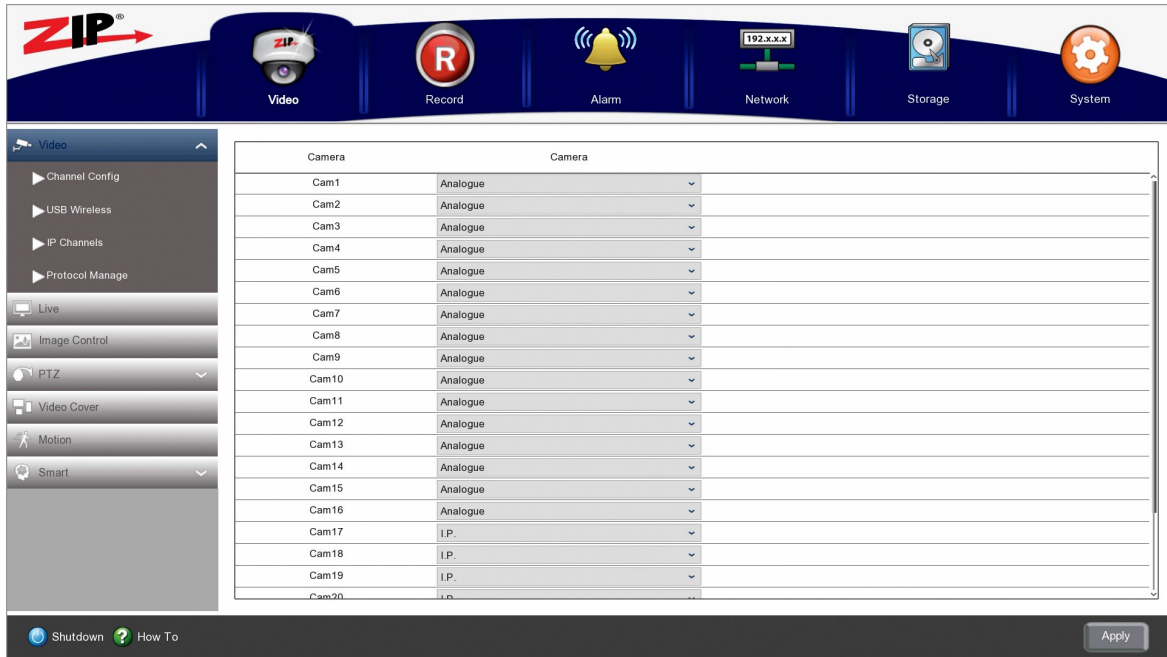 ZIP®
ZIP
R
192.x.x.x
Video Record Alarm Network Storage System
Video
Channel Config
USB Wireless
IP Channels
Protocol Manage
Live
Image Control
PTZ
Video Cover
Motion
Smart
Camera Camera
Cam1 Analogue
Cam2 Analogue
Cam3 Analogue
Cam4 Analogue
Cam5 Analogue
Cam6 Analogue
Cam7 Analogue
Cam8 Analogue
Cam9 Analogue
Cam10 Analogue
Cam11 Analogue
Cam12 Analogue
Cam13 Analogue
Cam14 Analogue
Cam15 Analogue
Cam16 Analogue
Cam17 I.P.
Cam18 I.P.
Cam19 I.P.
Cam20 I.P.
Shutdown ? How To Apply